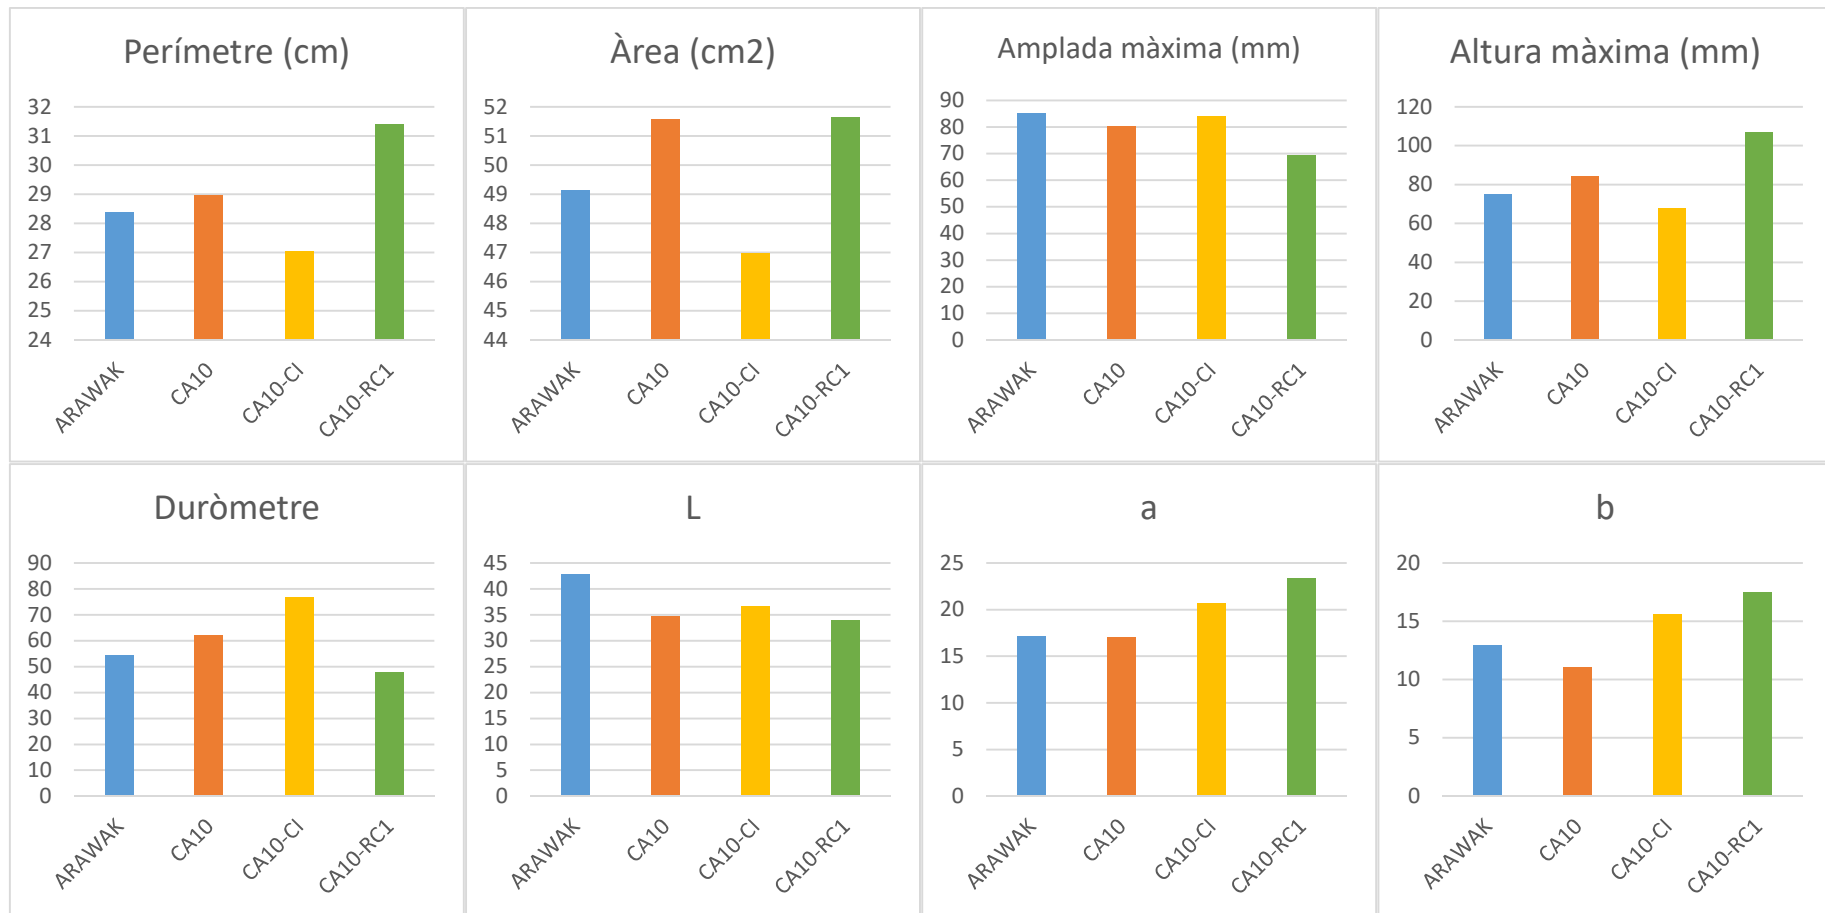 Perímetre (cm)
32
31
30
29
28
27
26
25
24
ARAWAK
CA10
CA10-CI
CA10-RC1
Àrea (cm2)
52
51
50
49
48
47
46
45
44
ARAWAK
CA10
CA10-CI
CA10-RC1
Amplada màxima (mm)
90
80
70
60
50
40
30
20
10
0
ARAWAK
CA10
CA10-CI
CA10-RC1
Altura màxima (mm)
120
100
80
60
40
20
0
ARAWAK
CA10
CA10-CI
CA10-RC1
Duròmetre
90
80
70
60
50
40
30
20
10
0
ARAWAK
CA10
CA10-CI
CA10-RC1
L
45
40
35
30
25
20
15
10
5
0
ARAWAK
CA10
CA10-CI
CA10-RC1
a
25
20
15
10
5
0
ARAWAK
CA10
CA10-CI
CA10-RC1
b
20
15
10
5
0
ARAWAK
CA10
CA10-CI
CA10-RC1